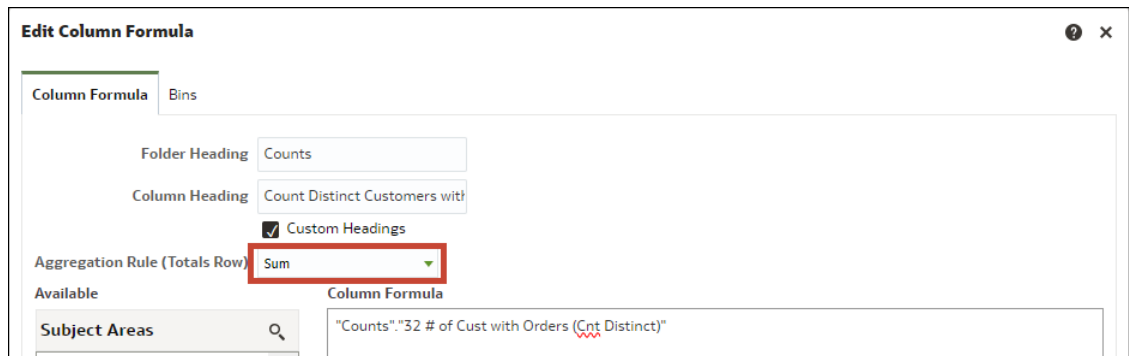 Edit Column Formula
Column Formula Bins
Folder Heading Counts
Column Heading Count Distinct Customers with
Custom Headings
Aggregation Rule (Totals Row) Sum
Available Column Formula
Subject Areas "Counts"."32 # of Cust with Orders (Cnt Distinct)"